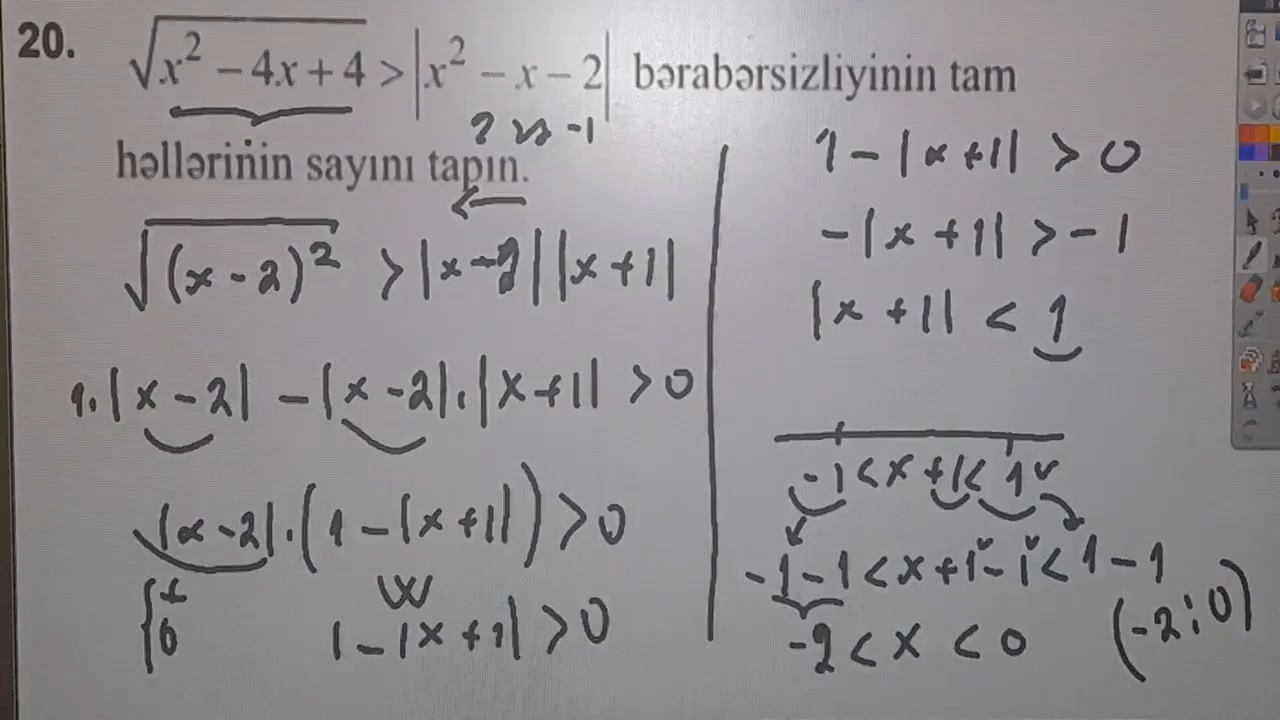 20. √x² − 4x + 4 > |x² − x − 2| bərabərsizliyinin tam
2 və -1
həllərinin sayını tapın.
√(x - 2)² > |x - 2||x + 1|
1·|x - 2| - |x - 2|·|x + 1| > 0
|x - 2|·(1 - |x + 1|) > 0
{+
0
W
1 - |x + 1| > 0
1 - |x + 1| > 0
-|x + 1| > -1
|x + 1| < 1
-1 < x + 1 < 1
-1 - 1 < x + 1 - 1 < 1 - 1
-2 < x < 0 (-2; 0)